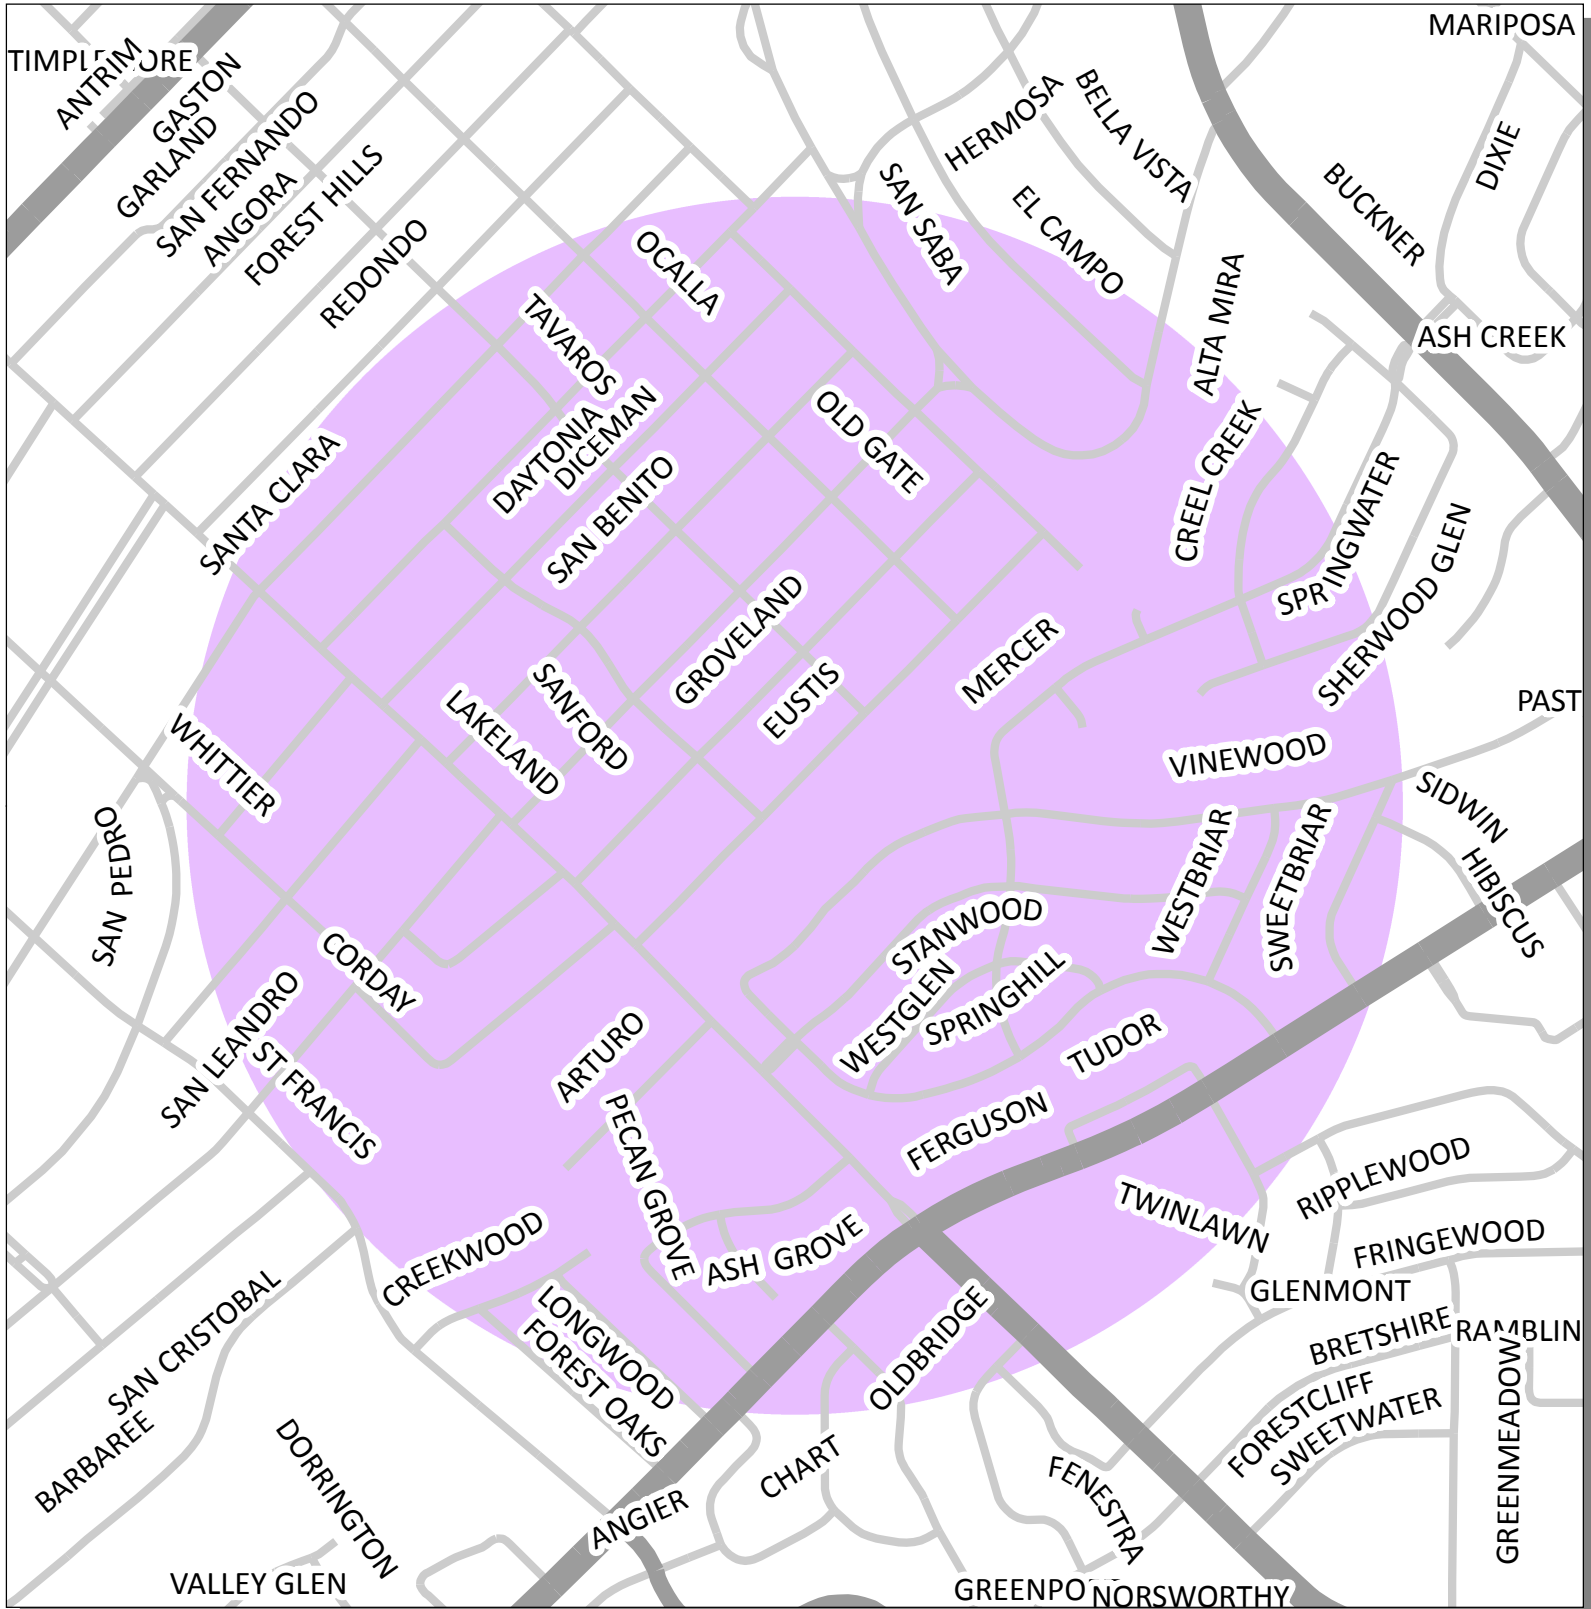 MARIPOSA
ANTRIM
GASTON
GARLAND
SAN FERNANDO
ANGORA
FOREST HILLS
REDONDO
HERMOSA
BELLA VISTA
DIXIE
BUCKNER
SAN SABA
EL CAMPO
OCALLA
ALTA MIRA
ASH CREEK
TAVAROS
DAYTONIA
DICEMAN
OLD GATE
SANTA CLARA
SAN BENITO
CREEL CREEK
SPRINGWATER
SHERWOOD GLEN
GROVELAND
EUSTIS
MERCER
SANFORD
LAKELAND
WHITTIER
PAST
VINEWOOD
SIDWIN
SAN PEDRO
WESTBRIAR
SWEETBRIAR
HIBISCUS
STANWOOD
CORDAY
WESTGLEN
SPRINGHILL
SAN LEANDRO
ST FRANCIS
ARTURO
TUDOR
PECAN GROVE
FERGUSON
RIPPLEWOOD
TWINLAWN
CREEKWOOD
ASH GROVE
FRINGEWOOD
GLENMONT
SAN CRISTOBAL
LONGWOOD
FOREST OAKS
OLDBRIDGE
BRETSHIRE
RAMBLIN
GREENMEADOW
FORESTCLIFF
SWEETWATER
BARBAREE
DORRINGTON
CHART
FENESTRA
ANGIER
VALLEY GLEN
GREENPO
NORSWORTHY